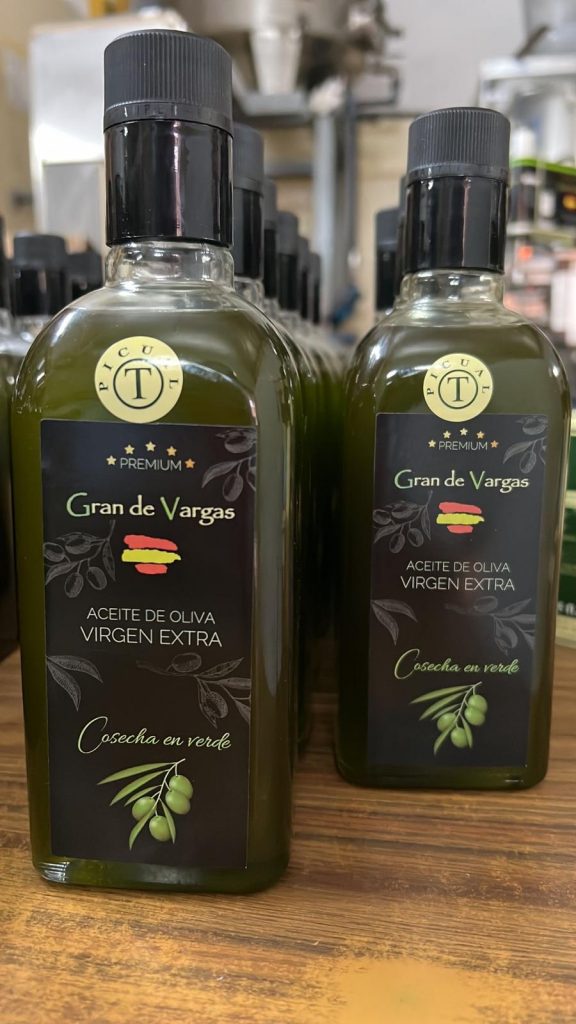 PICUAL
T
PREMIUM
Gran de Vargas
ACEITE DE OLIVA
VIRGEN EXTRA
Cosecha en verde
PICUAL
T
PREMIUM
Gran de Vargas
ACEITE DE OLIVA
VIRGEN EXTRA
Cosecha en verde